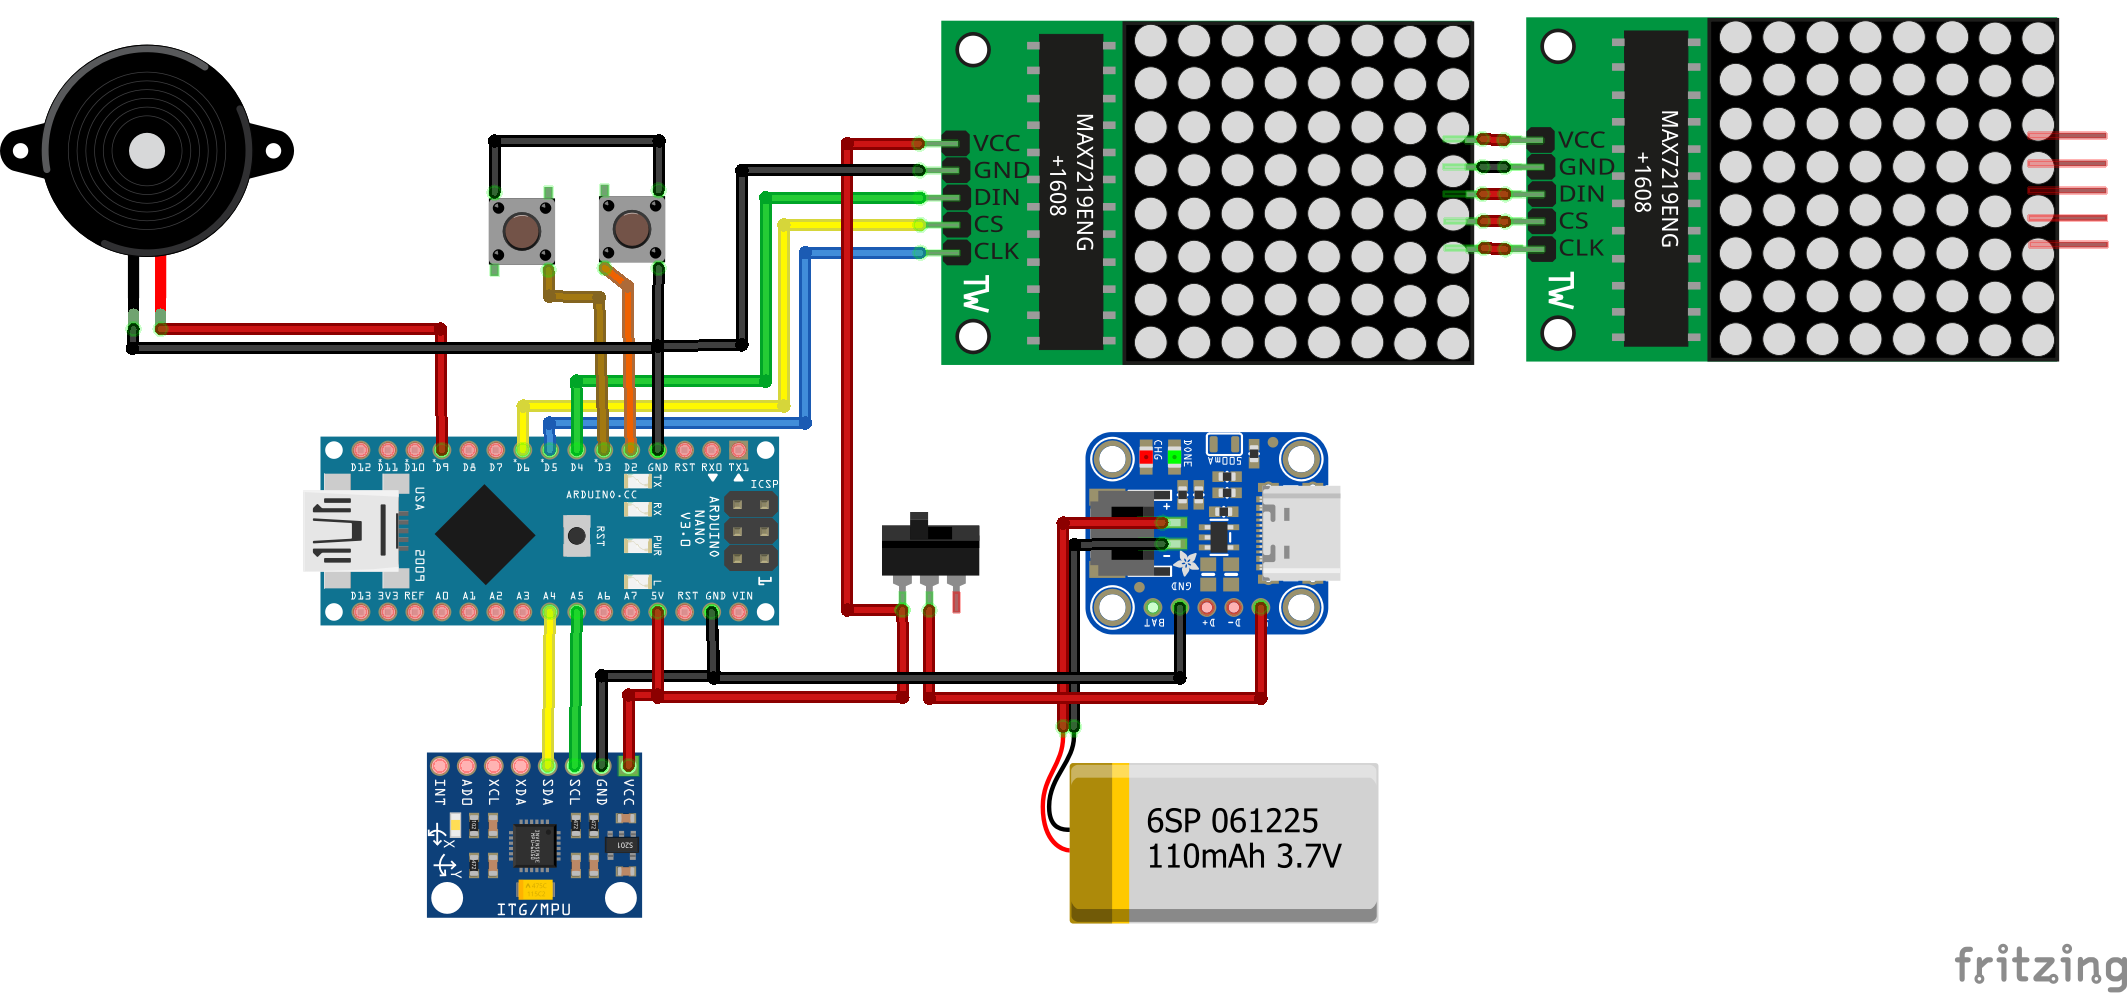 VCC
GND
DIN
CS
CLK
MAX7219ENG
+1608
TW
VCC
GND
DIN
CS
CLK
MAX7219ENG
+1608
TW
D12 D11 D10 D9 D8 D7 D6 D5 D4 D3 D2 GND RST RX0 TX1
USA
2009
ARDUINO.CC
RST
TX
RX
PWR
L
ARDUINO
NANO
V3.0
ICSP
1
D13 3V3 REF A0 A1 A2 A3 A4 A5 A6 A7 5V RST GND VIN
CHG
DONE
500mA
+
-
GND
BAT D+ D-
INT
AD0
XCL
XDA
SDA
SCL
GND
VCC
X
Y
ITG/MPU
6SP 061225
110mAh 3.7V
fritzing